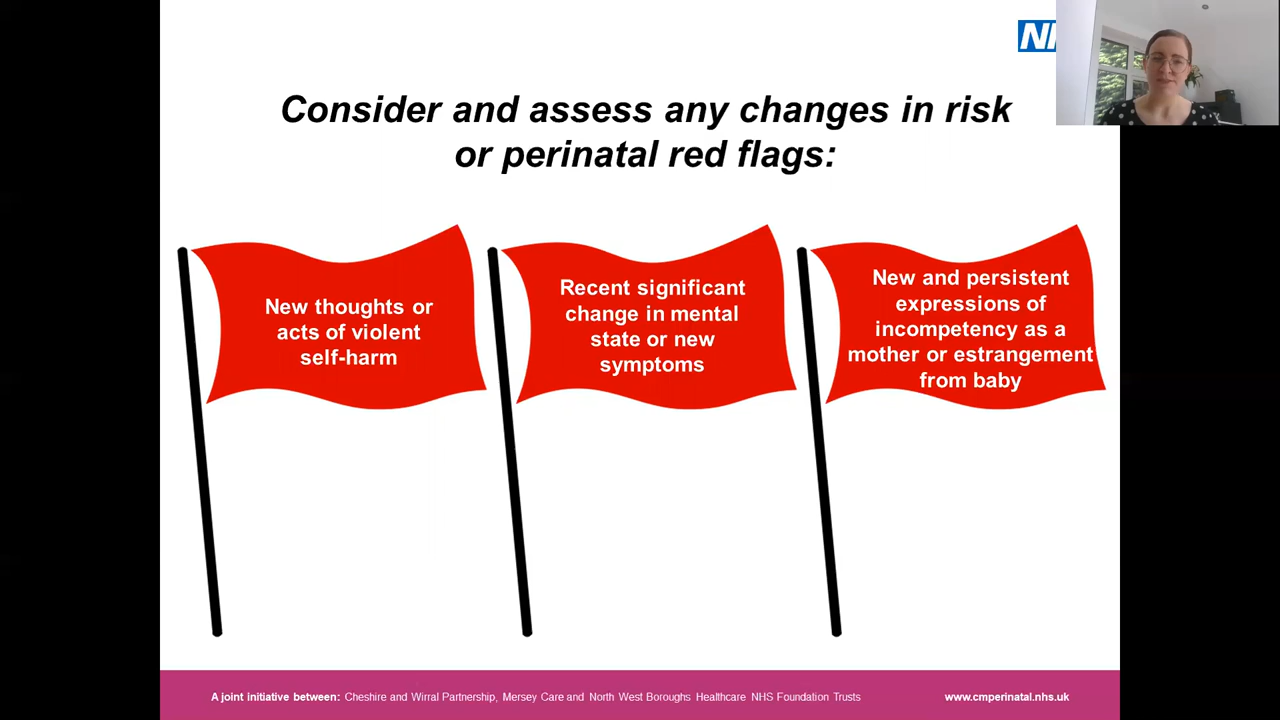 Consider and assess any changes in risk
or perinatal red flags:
New thoughts or
acts of violent
self-harm
Recent significant
change in mental
state or new
symptoms
New and persistent
expressions of
incompetency as a
mother or estrangement
from baby
A joint initiative between: Cheshire and Wirral Partnership, Mersey Care and North West Boroughs Healthcare NHS Foundation Trusts
www.cmperinatal.nhs.uk